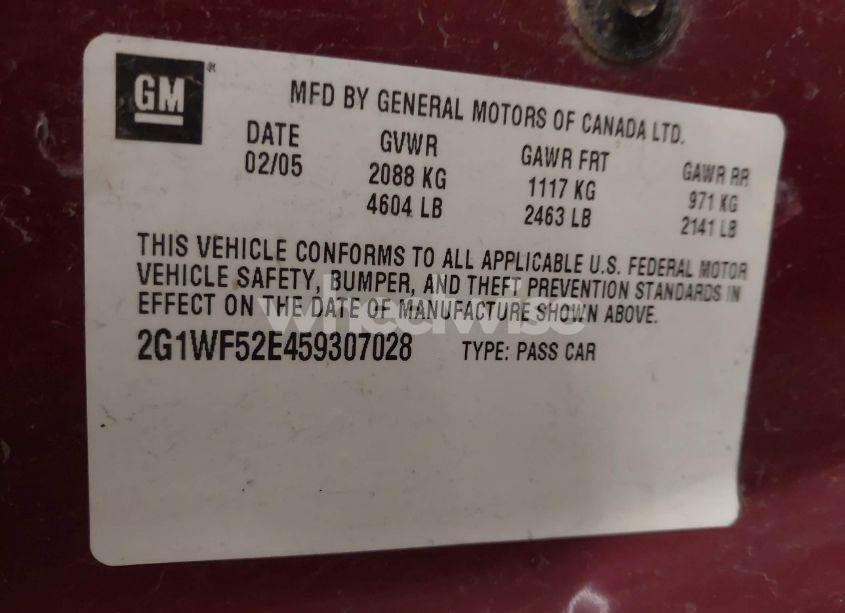 GM ®
MFD BY GENERAL MOTORS OF CANADA LTD.
DATE GVWR GAWR FRT GAWR RR
02/05 2088 KG 1117 KG 971 KG
4604 LB 2463 LB 2141 LB
THIS VEHICLE CONFORMS TO ALL APPLICABLE U.S. FEDERAL MOTOR
VEHICLE SAFETY, BUMPER, AND THEFT PREVENTION STANDARDS IN
EFFECT ON THE DATE OF MANUFACTURE SHOWN ABOVE.
wheelwise
2G1WF52E459307028 TYPE: PASS CAR